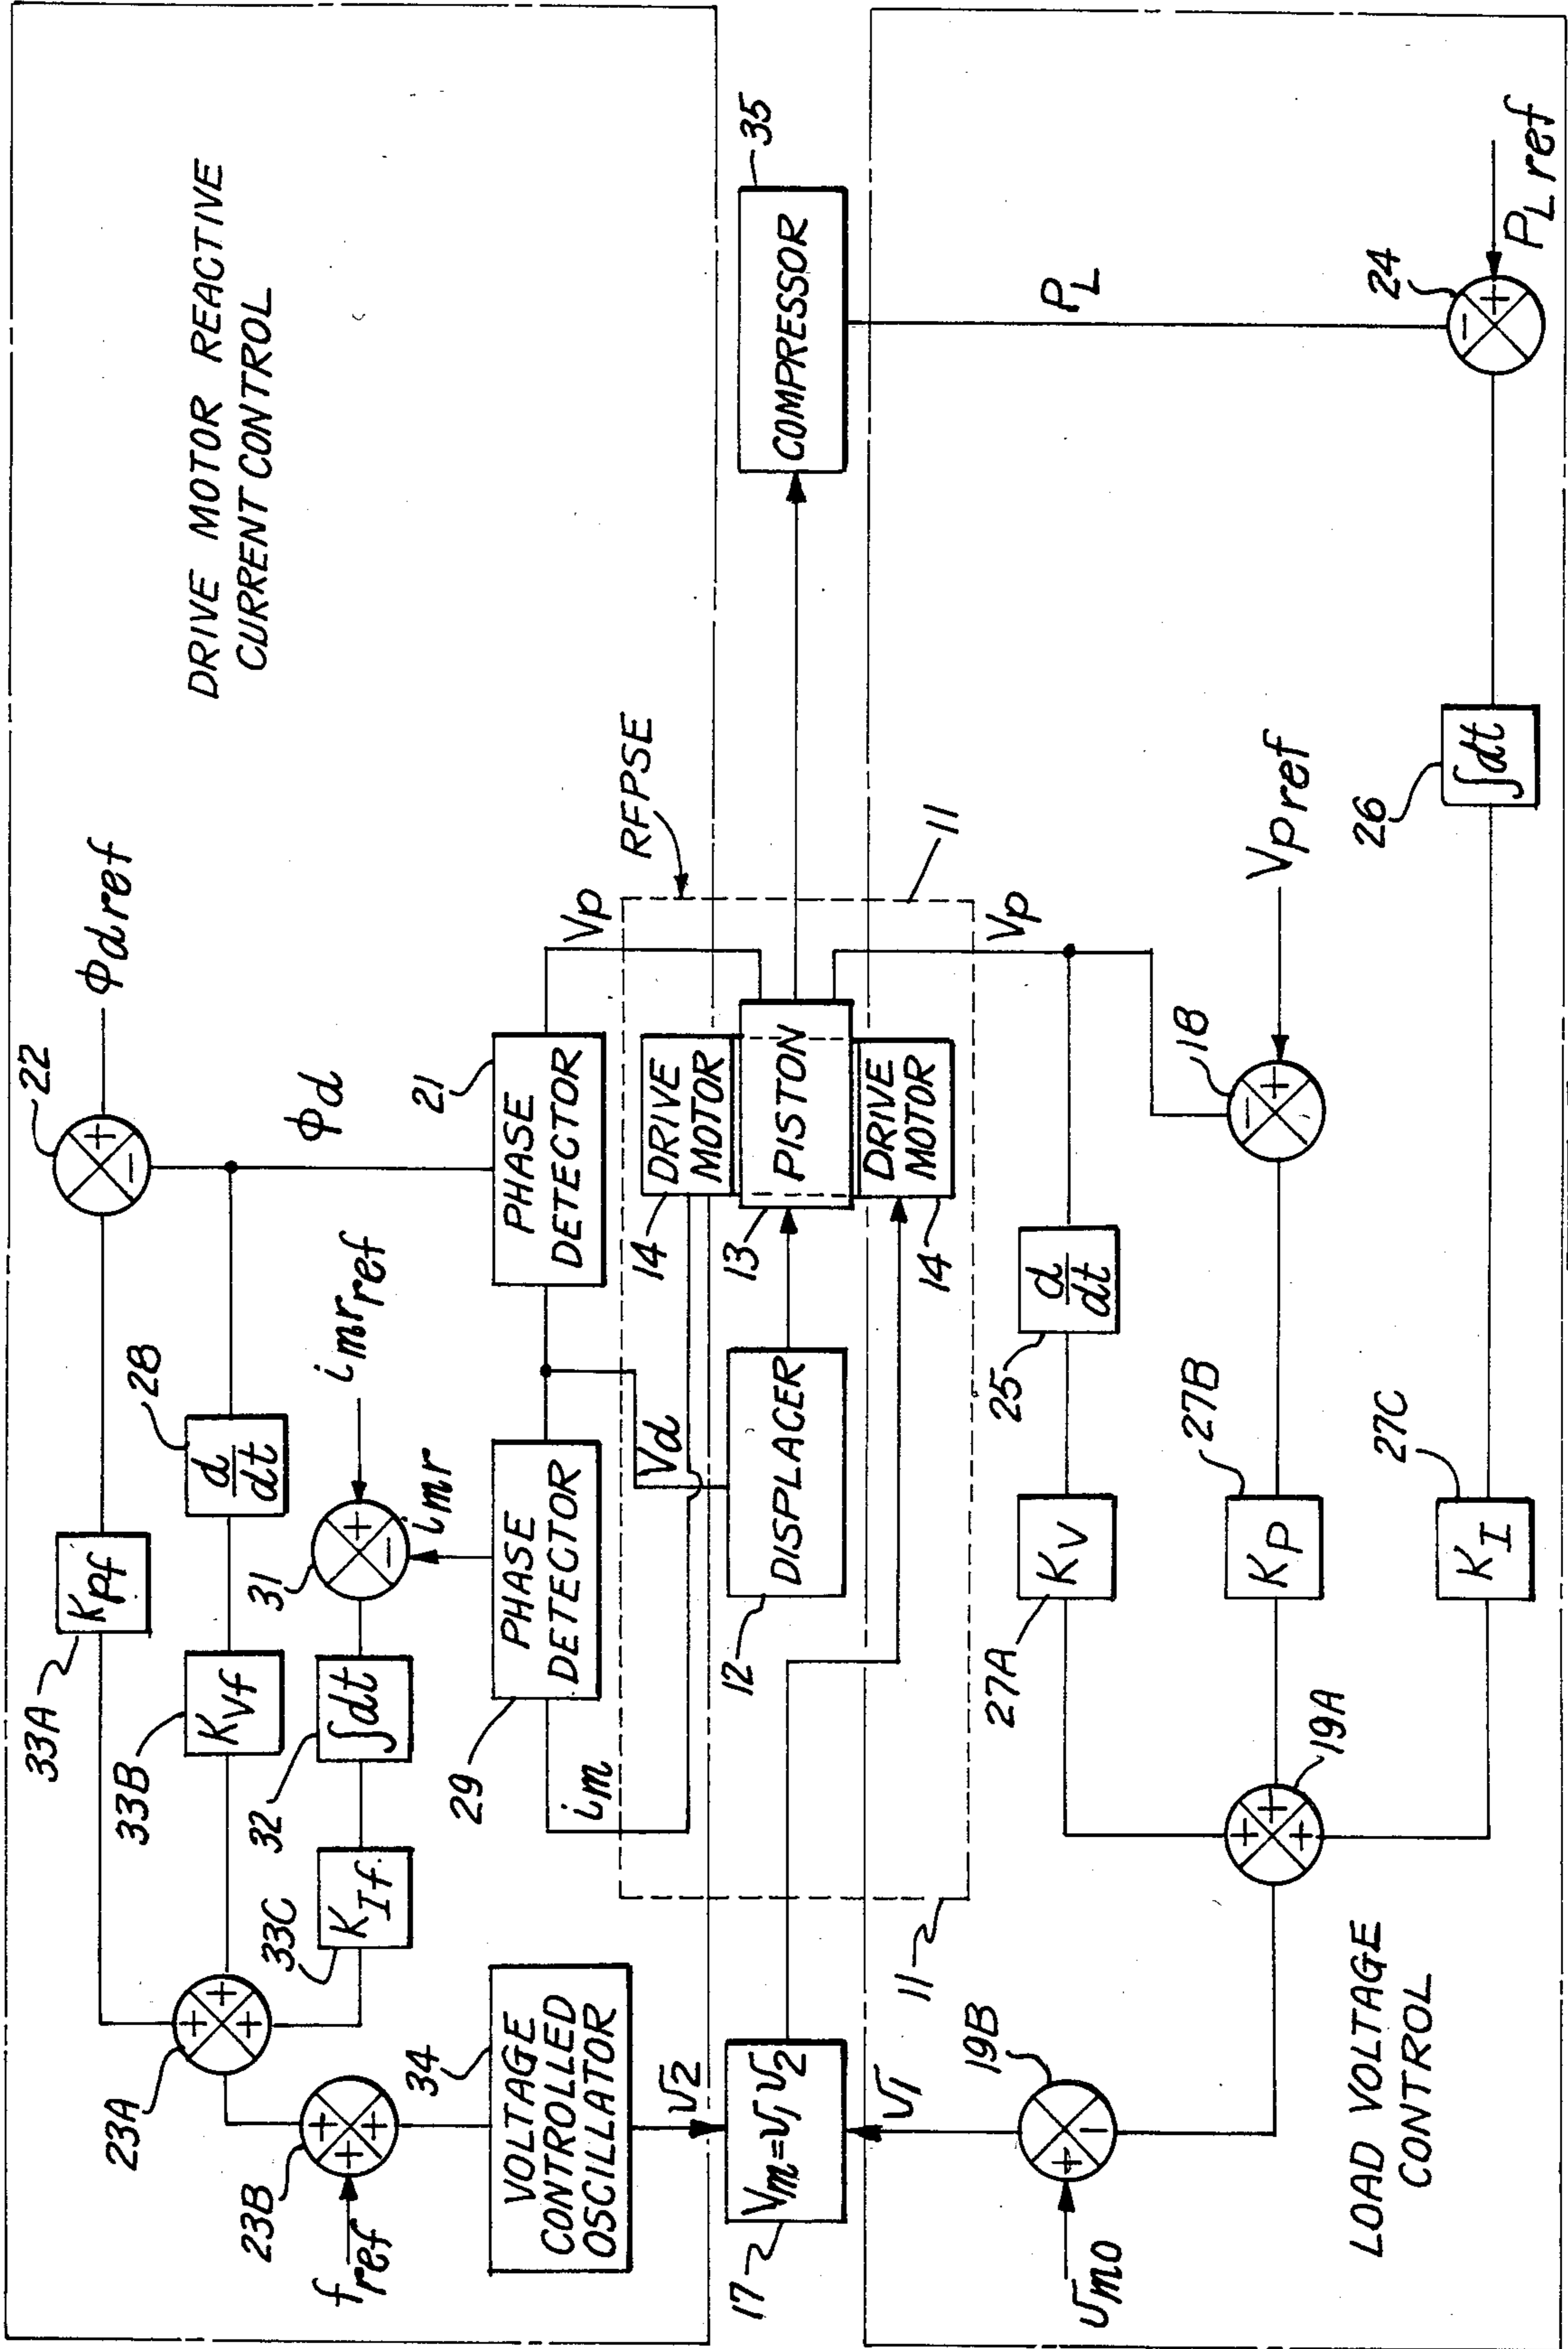 DRIVE MOTOR REACTIVE
CURRENT CONTROL
22
Φd ref
33A
Kpf
28
d
dt
33B
KVf
Φd
23A
33C
KIf
32
∫dt
31
imr ref
imr
23B
fref
34
VOLTAGE
CONTROLLED
OSCILLATOR
29
PHASE
DETECTOR
21
PHASE
DETECTOR
Vp
im
Vd
RFPSE
v2
14
DRIVE
MOTOR
17
Vm=v1v2
12
DISPLACER
13
PISTON
COMPRESSOR
35
14
DRIVE
MOTOR
v1
11
11
Vp
PL
19B
vmo
27A
KV
25
d
dt
19A
27B
KP
18
Vp ref
27C
KI
26
∫dt
24
PL ref
LOAD VOLTAGE
CONTROL
+
−
+
+
+
+
−
+
+
+
+
−
−
+
+
+
+
−
+